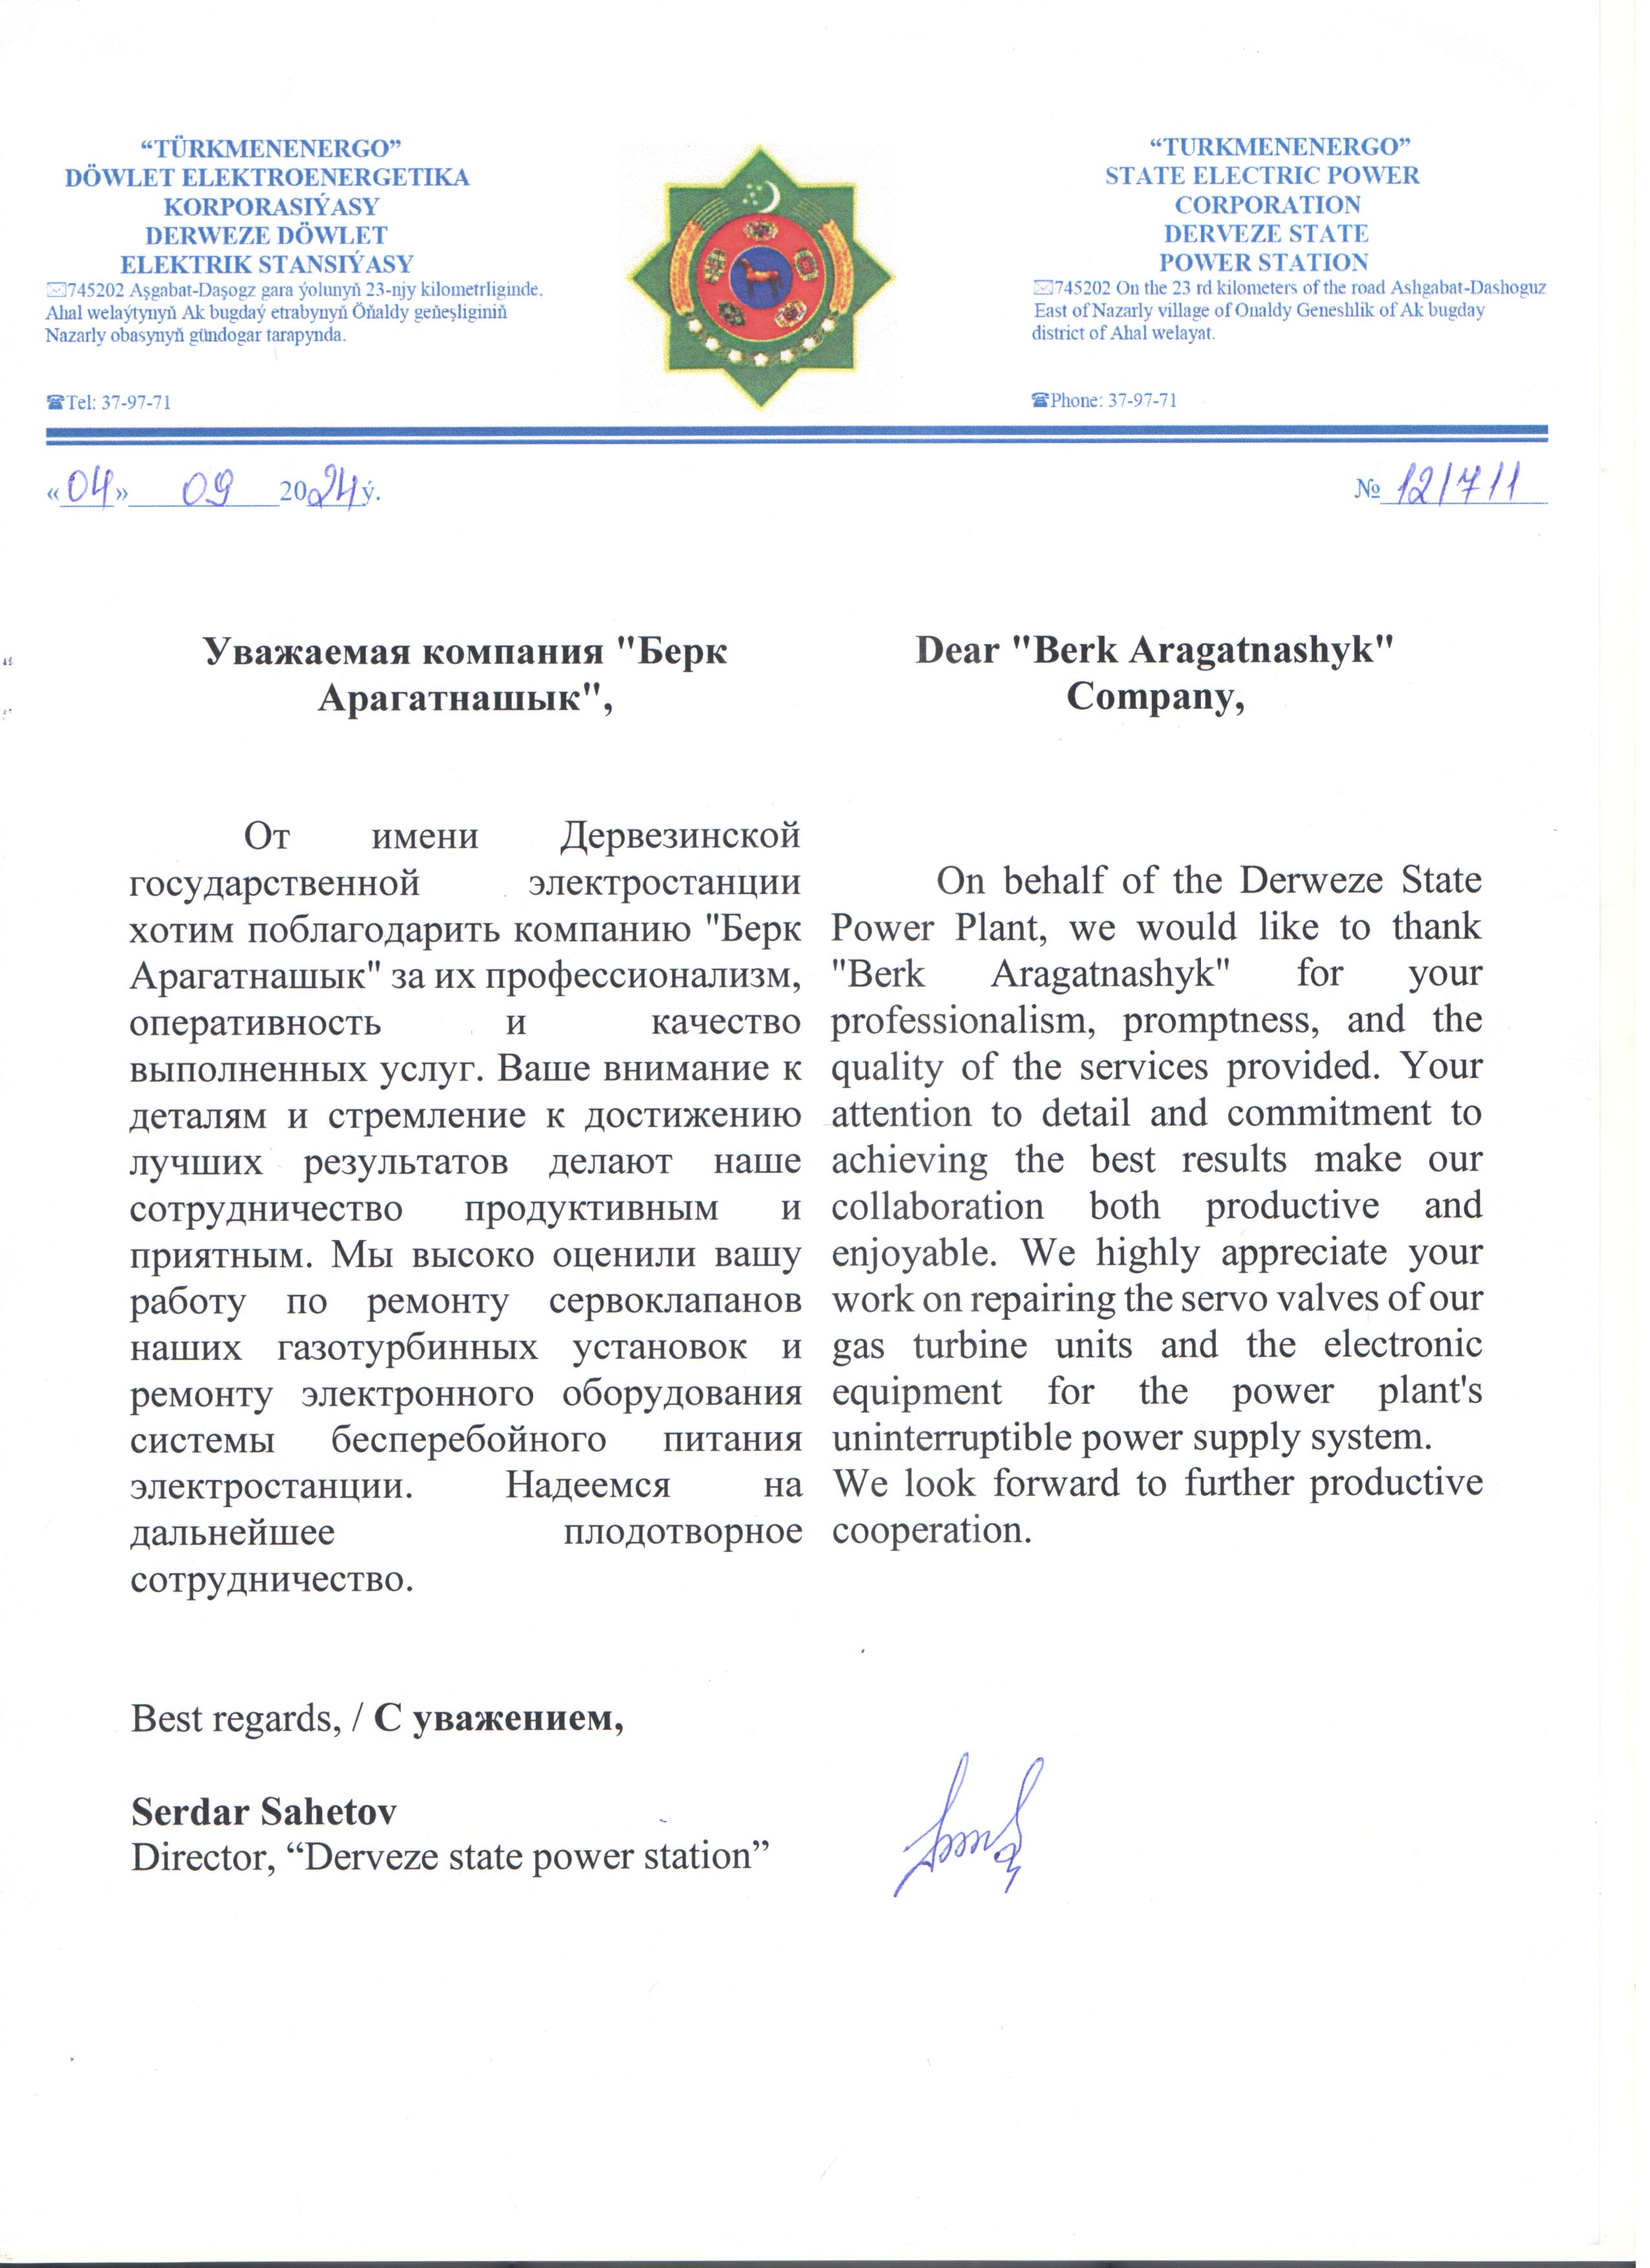 “TÜRKMENENERGO”
DÖWLET ELEKTROENERGETIKA
KORPORASIÝASY
DERWEZE DÖWLET
ELEKTRIK STANSIÝASY
745202 Aşgabat-Daşogz gara ýolunyň 23-njy kilometrliginde.
Ahal welaýtynyň Ak bugdaý etrabynyň Öňaldy geňeşliginiň
Nazarly obasynyň gündogar tarapynda.
☎Tel: 37-97-71
“TURKMENENERGO”
STATE ELECTRIC POWER
CORPORATION
DERVEZE STATE
POWER STATION
745202 On the 23 rd kilometers of the road Ashgabat-Dashoguz
East of Nazarly village of Onaldy Geneshlik of Ak bugday
district of Ahal welayat.
☎Phone: 37-97-71
«04» 09 2024ý.
№ 12/711
Уважаемая компания "Берк
Арагатнашык",
От имени Дервезинской
государственной электростанции
хотим поблагодарить компанию "Берк
Арагатнашык" за их профессионализм,
оперативность и качество
выполненных услуг. Ваше внимание к
деталям и стремление к достижению
лучших результатов делают наше
сотрудничество продуктивным и
приятным. Мы высоко оценили вашу
работу по ремонту сервоклапанов
наших газотурбинных установок и
ремонту электронного оборудования
системы бесперебойного питания
электростанции. Надеемся на
дальнейшее плодотворное
сотрудничество.
Dear "Berk Aragatnashyk"
Company,
On behalf of the Derweze State
Power Plant, we would like to thank
"Berk Aragatnashyk" for your
professionalism, promptness, and the
quality of the services provided. Your
attention to detail and commitment to
achieving the best results make our
collaboration both productive and
enjoyable. We highly appreciate your
work on repairing the servo valves of our
gas turbine units and the electronic
equipment for the power plant's
uninterruptible power supply system.
We look forward to further productive
cooperation.
Best regards, / С уважением,
Serdar Sahetov
Director, “Derveze state power station”